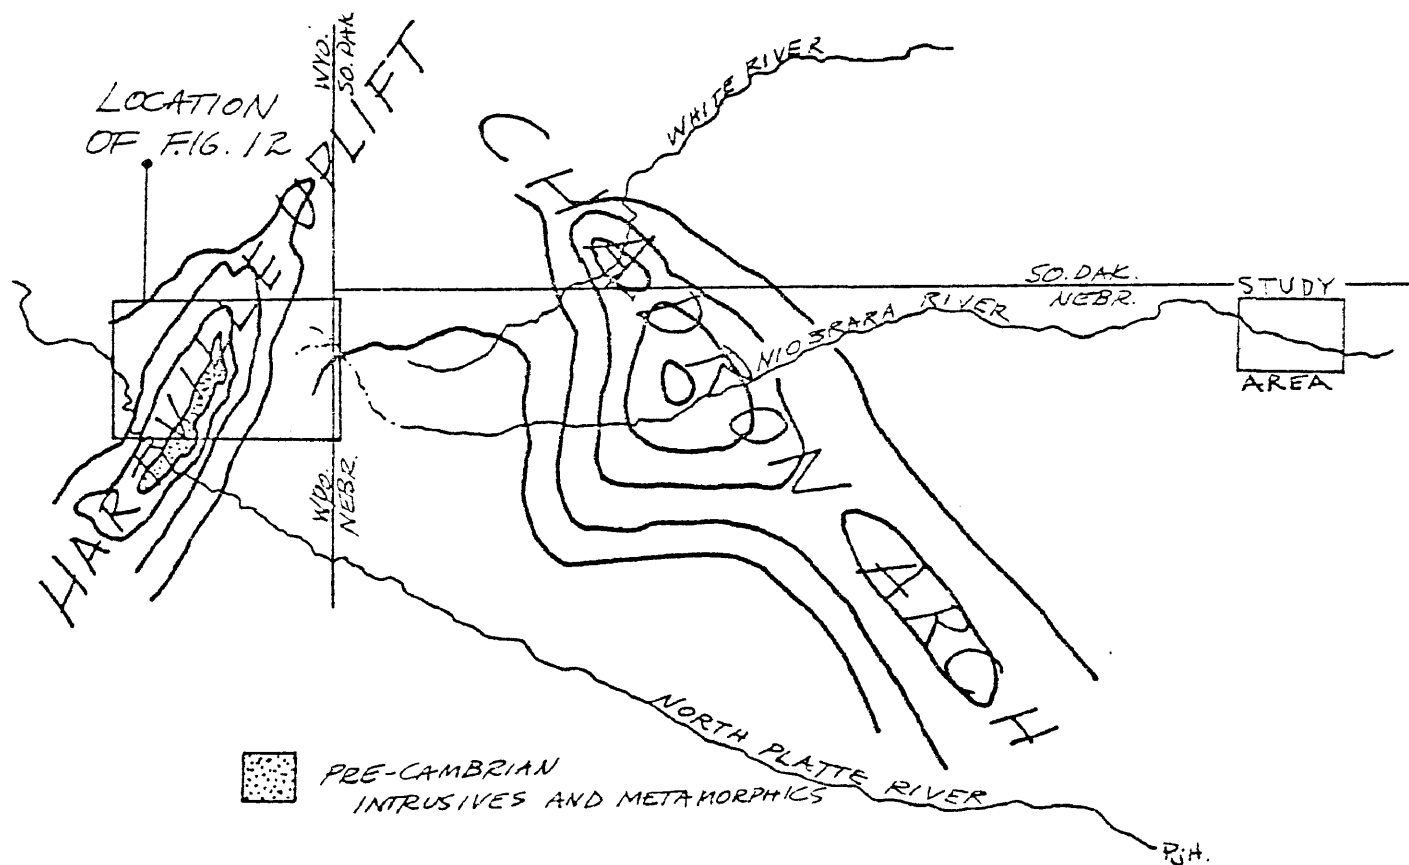 LOCATION
OF FIG. 12
WYO.
SO. DAK
HARTVILLE UPLIFT
WHITE RIVER
CHADRON ARCH
SO. DAK.
NEBR.
NIOBRARA RIVER
STUDY
AREA
WYO.
NEBR.
NORTH PLATTE RIVER
PRE-CAMBRIAN
INTRUSIVES AND METAMORPHICS
PJH.